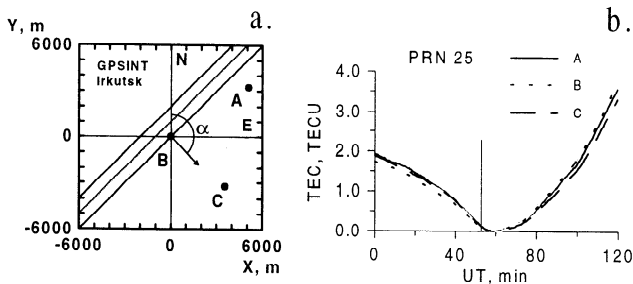 a.
Y, m
6000
0
-6000
N
GPSINT
Irkutsk
A
α
E
B
C
-6000 0 6000
X, m
b.
PRN 25
A
B
C
TEC, TECU
4.0
3.0
2.0
1.0
0.0
0 40 80 120
UT, min